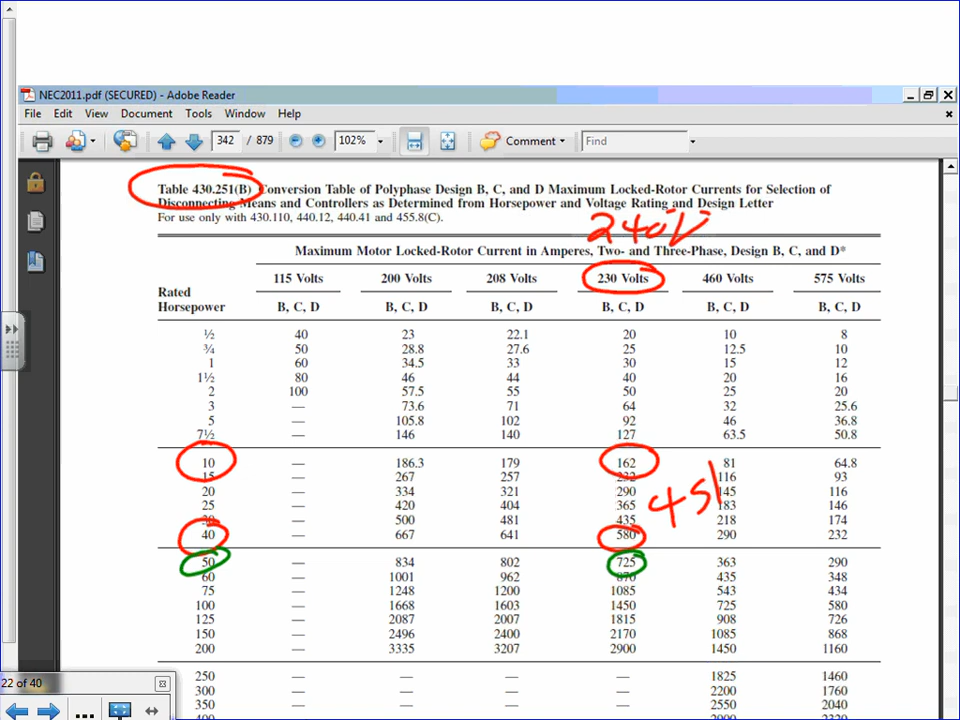 NEC2011.pdf (SECURED) - Adobe Reader
File Edit View Document Tools Window Help
342 / 879 102% Comment Find
Table 430.251(B) Conversion Table of Polyphase Design B, C, and D Maximum Locked-Rotor Currents for Selection of
Disconnecting Means and Controllers as Determined from Horsepower and Voltage Rating and Design Letter
For use only with 430.110, 440.12, 440.41 and 455.8(C).
240V
Maximum Motor Locked-Rotor Current in Amperes, Two- and Three-Phase, Design B, C, and D*
115 Volts 200 Volts 208 Volts 230 Volts 460 Volts 575 Volts
Rated
Horsepower B, C, D B, C, D B, C, D B, C, D B, C, D B, C, D
½ 40 23 22.1 20 10 8
¾ 50 28.8 27.6 25 12.5 10
1 60 34.5 33 30 15 12
1½ 80 46 44 40 20 16
2 100 57.5 55 50 25 20
3 — 73.6 71 64 32 25.6
5 — 105.8 102 92 46 36.8
7½ — 146 140 127 63.5 50.8
10 — 186.3 179 162 81 64.8
15 — 267 257 232 116 93
20 — 334 321 290 145 116
25 — 420 404 365 183 146
30 — 500 481 435 218 174
40 — 667 641 580 290 232
451
50 — 834 802 725 363 290
60 — 1001 962 870 435 348
75 — 1248 1200 1085 543 434
100 — 1668 1603 1450 725 580
125 — 2087 2007 1815 908 726
150 — 2496 2400 2170 1085 868
200 — 3335 3207 2900 1450 1160
250 — — — — 1825 1460
300 — — — — 2200 1760
350 — — — — 2550 2040
22 of 40